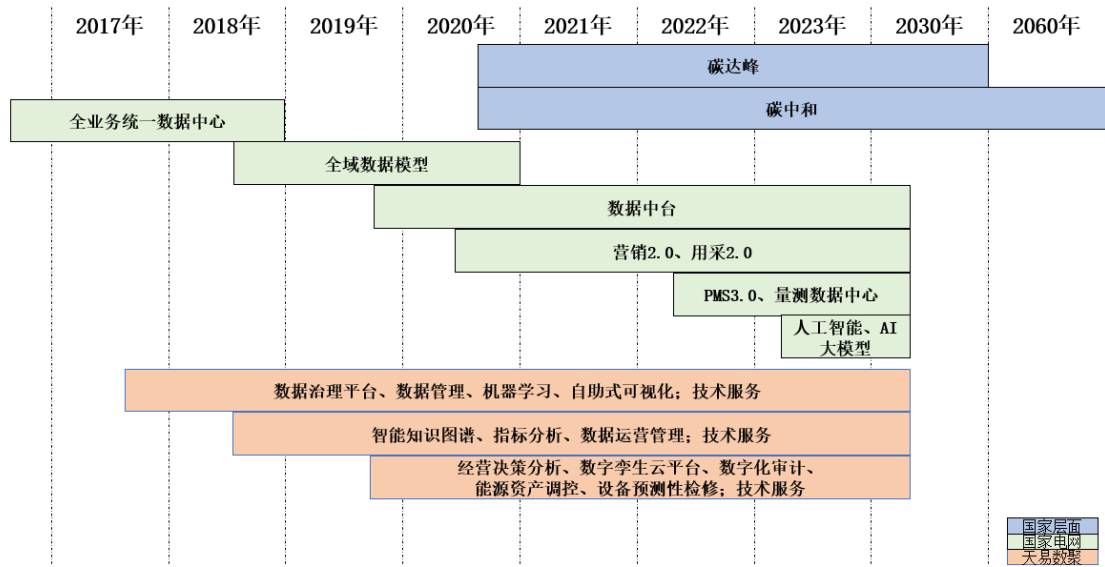 2017年 2018年 2019年 2020年 2021年 2022年 2023年 2030年 2060年
碳达峰
碳中和
全业务统一数据中心
全域数据模型
数据中台
营销2.0、用采2.0
PMS3.0、量测数据中心
人工智能、AI
大模型
数据治理平台、数据管理、机器学习、自助式可视化；技术服务
智能知识图谱、指标分析、数据运营管理；技术服务
经营决策分析、数字孪生云平台、数字化审计、
能源资产调控、设备预测性检修；技术服务
国家层面
国家电网
天易数聚